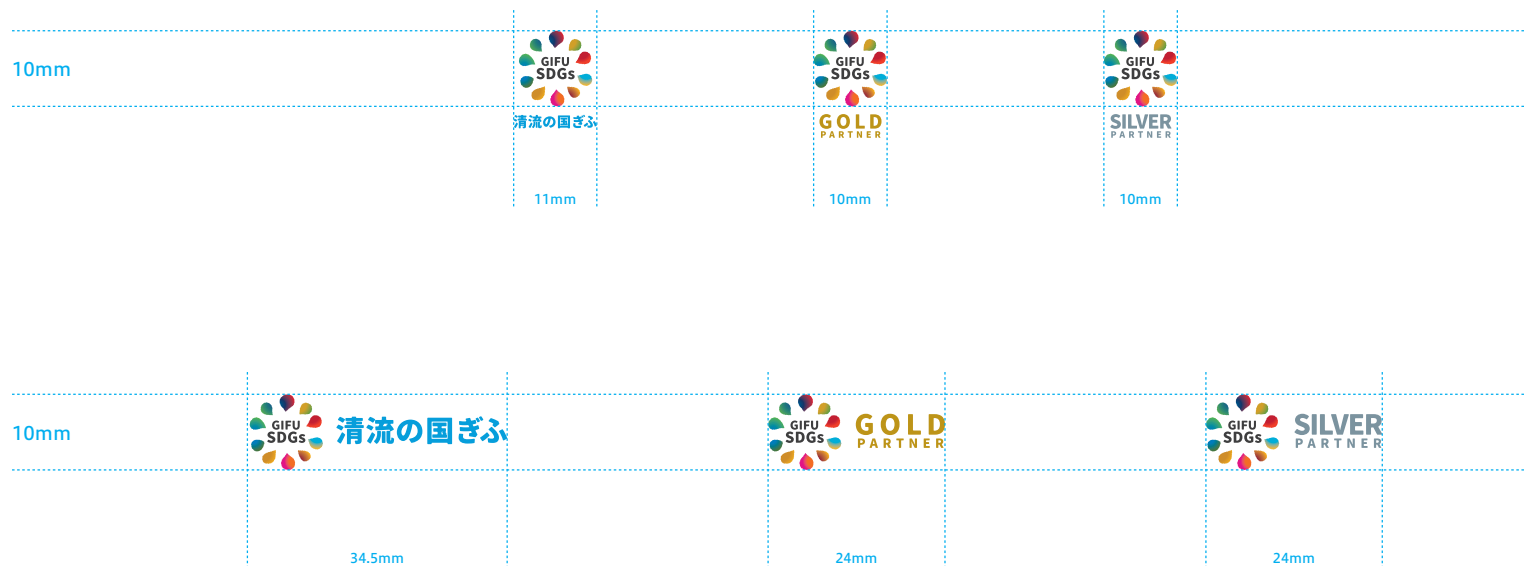 10mm
GIFU
SDGs
清流の国ぎふ
11mm
GIFU
SDGs
GOLD
PARTNER
10mm
GIFU
SDGs
SILVER
PARTNER
10mm
10mm
GIFU
SDGs
清流の国ぎふ
34.5mm
GIFU
SDGs
GOLD
PARTNER
24mm
GIFU
SDGs
SILVER
PARTNER
24mm